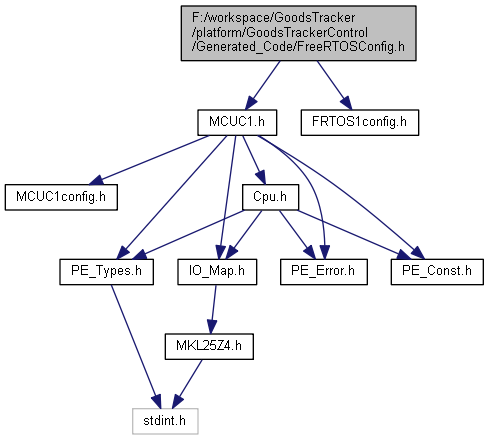 F:/workspace/GoodsTracker
/platform/GoodsTrackerControl
/Generated_Code/FreeRTOSConfig.h
MCUC1.h
FRTOS1config.h
MCUC1config.h
Cpu.h
PE_Types.h
IO_Map.h
PE_Error.h
PE_Const.h
MKL25Z4.h
stdint.h